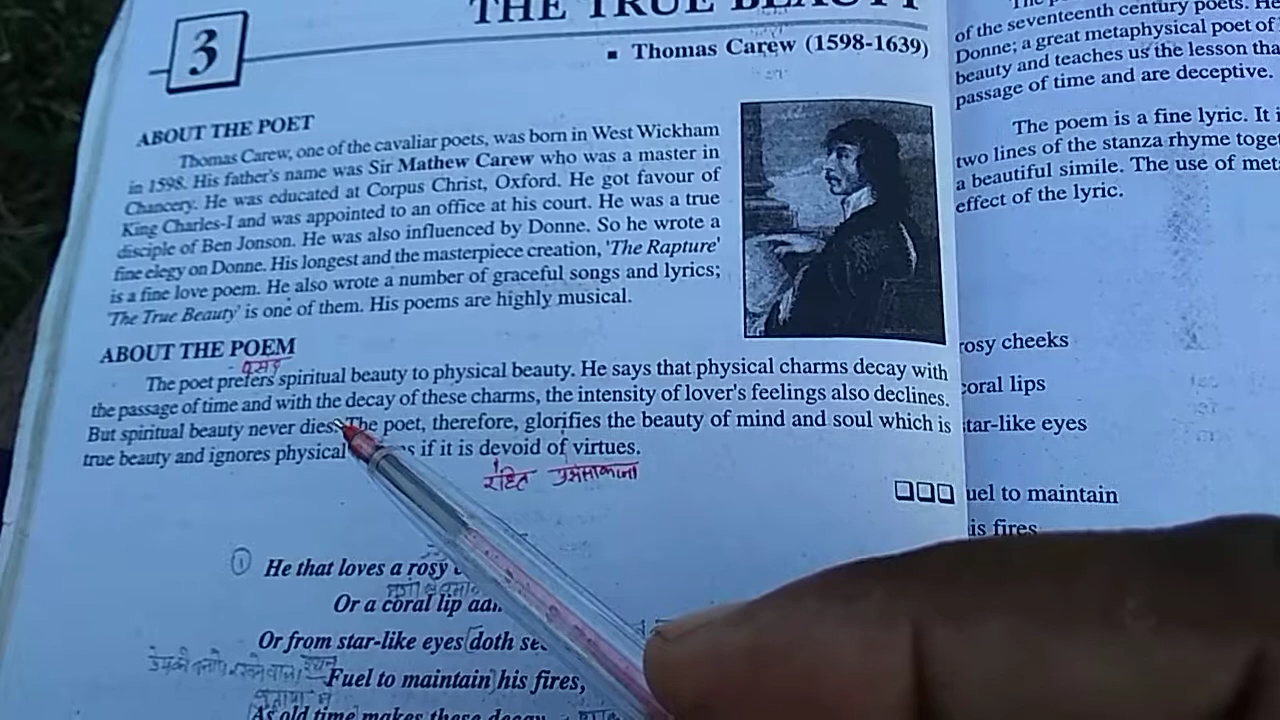 THE TRUE BEAUTY
3
▪ Thomas Carew (1598-1639)
ABOUT THE POET
Thomas Carew, one of the cavaliar poets, was born in West Wickham
in 1598. His father's name was Sir Mathew Carew who was a master in
Chancery. He was educated at Corpus Christ, Oxford. He got favour of
King Charles-I and was appointed to an office at his court. He was a true
disciple of Ben Jonson. He was also influenced by Donne. So he wrote a
fine elegy on Donne. His longest and the masterpiece creation, 'The Rapture'
is a fine love poem. He also wrote a number of graceful songs and lyrics;
'The True Beauty' is one of them. His poems are highly musical.
ABOUT THE POEM
The poet prefers spiritual beauty to physical beauty. He says that physical charms decay with
the passage of time and with the decay of these charms, the intensity of lover's feelings also declines.
But spiritual beauty never dies. The poet, therefore, glorifies the beauty of mind and soul which is
true beauty and ignores physical if it is devoid of virtues.
रहित
① He that loves a rosy
Or a coral lip
Or from star-like eyes doth
Fuel to maintain his fires,
As old time makes these decay
of the seventeenth century poets. He
Donne; a great metaphysical poet of
beauty and teaches us the lesson
passage of time and are deceptive.
The poem is a fine lyric. It
two lines of the stanza rhyme
a beautiful simile. The use of
effect of the lyric.
rosy cheeks
coral lips
tar-like eyes
uel to maintain
is fires